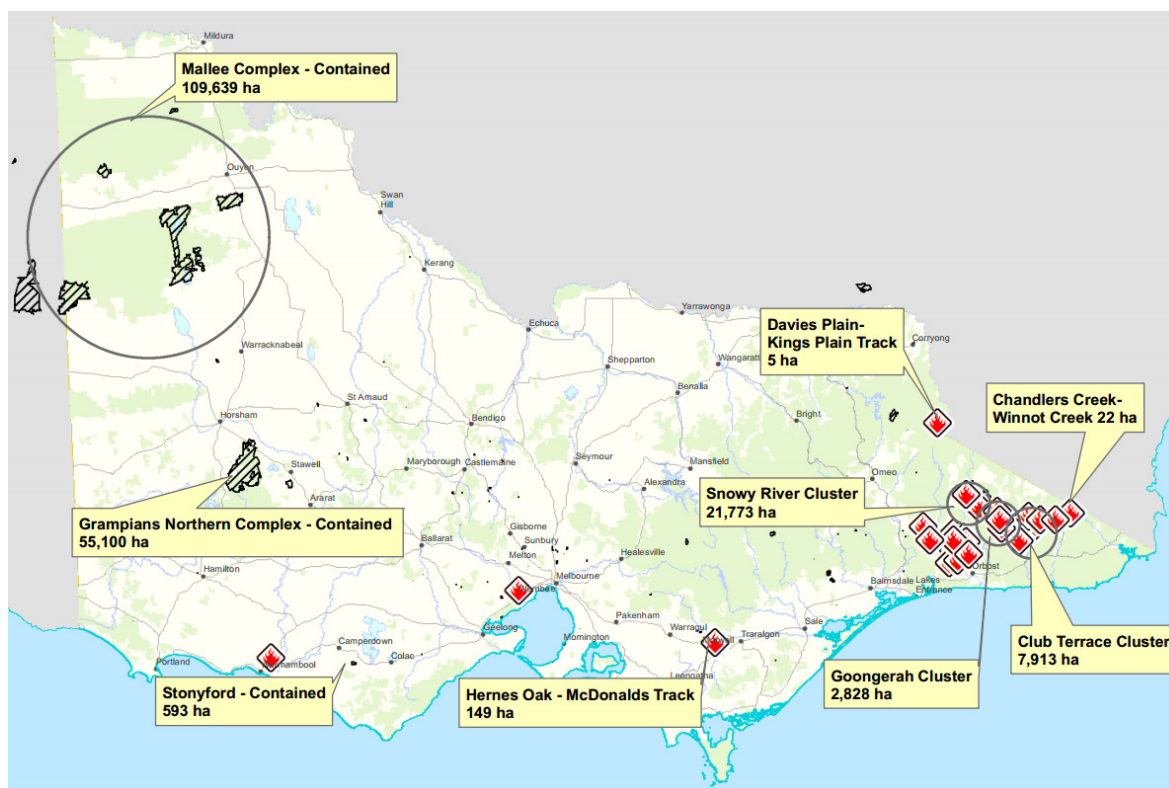 Mildura
Mallee Complex - Contained
109,639 ha
Ouyen
Swan
Hill
Kerang
Echuca
Yarrawonga
Davies Plain-
Kings Plain Track
5 ha
Corryong
Warracknabeal
Shepparton
Wangaratt
Benalla
Chandlers Creek-
Winnot Creek 22 ha
St Arnaud
Horsham
Bendigo
Bright
Stawell
Maryborough
Castlemaine
Seymour
Mansfield
Omeo
Alexandra
Snowy River Cluster
21,773 ha
Ararat
Grampians Northern Complex - Contained
55,100 ha
Gisborne
Sunbury
Ballarat
Melton
Healesville
Hamilton
Melbourne
Orbost
Bairnsdale
Lakes
Entrance
Pakenham
Warragul
Sale
Geelong
Mornington
Traralgon
Camperdown
Colac
Portland
Club Terrace Cluster
7,913 ha
Goongerah Cluster
2,828 ha
Leongatha
Stonyford - Contained
593 ha
Hernes Oak - McDonalds Track
149 ha